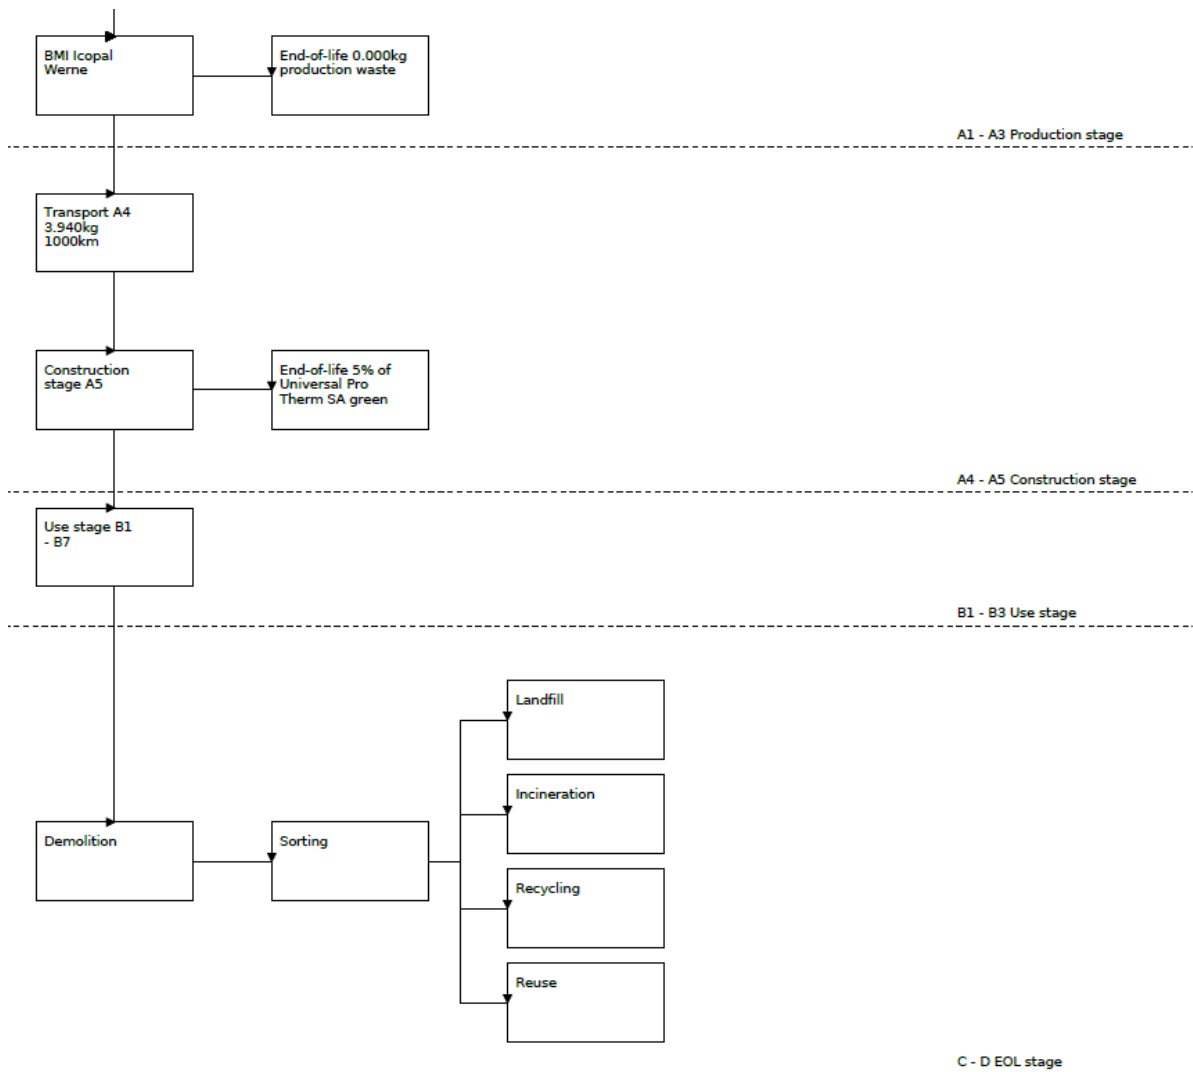 BMI Icopal
Werne
End-of-life 0.000kg
production waste
A1 - A3 Production stage
Transport A4
3.940kg
1000km
Construction
stage A5
End-of-life 5% of
Universal Pro
Therm SA green
A4 - A5 Construction stage
Use stage B1
- B7
B1 - B3 Use stage
Landfill
Incineration
Demolition
Sorting
Recycling
Reuse
C - D EOL stage